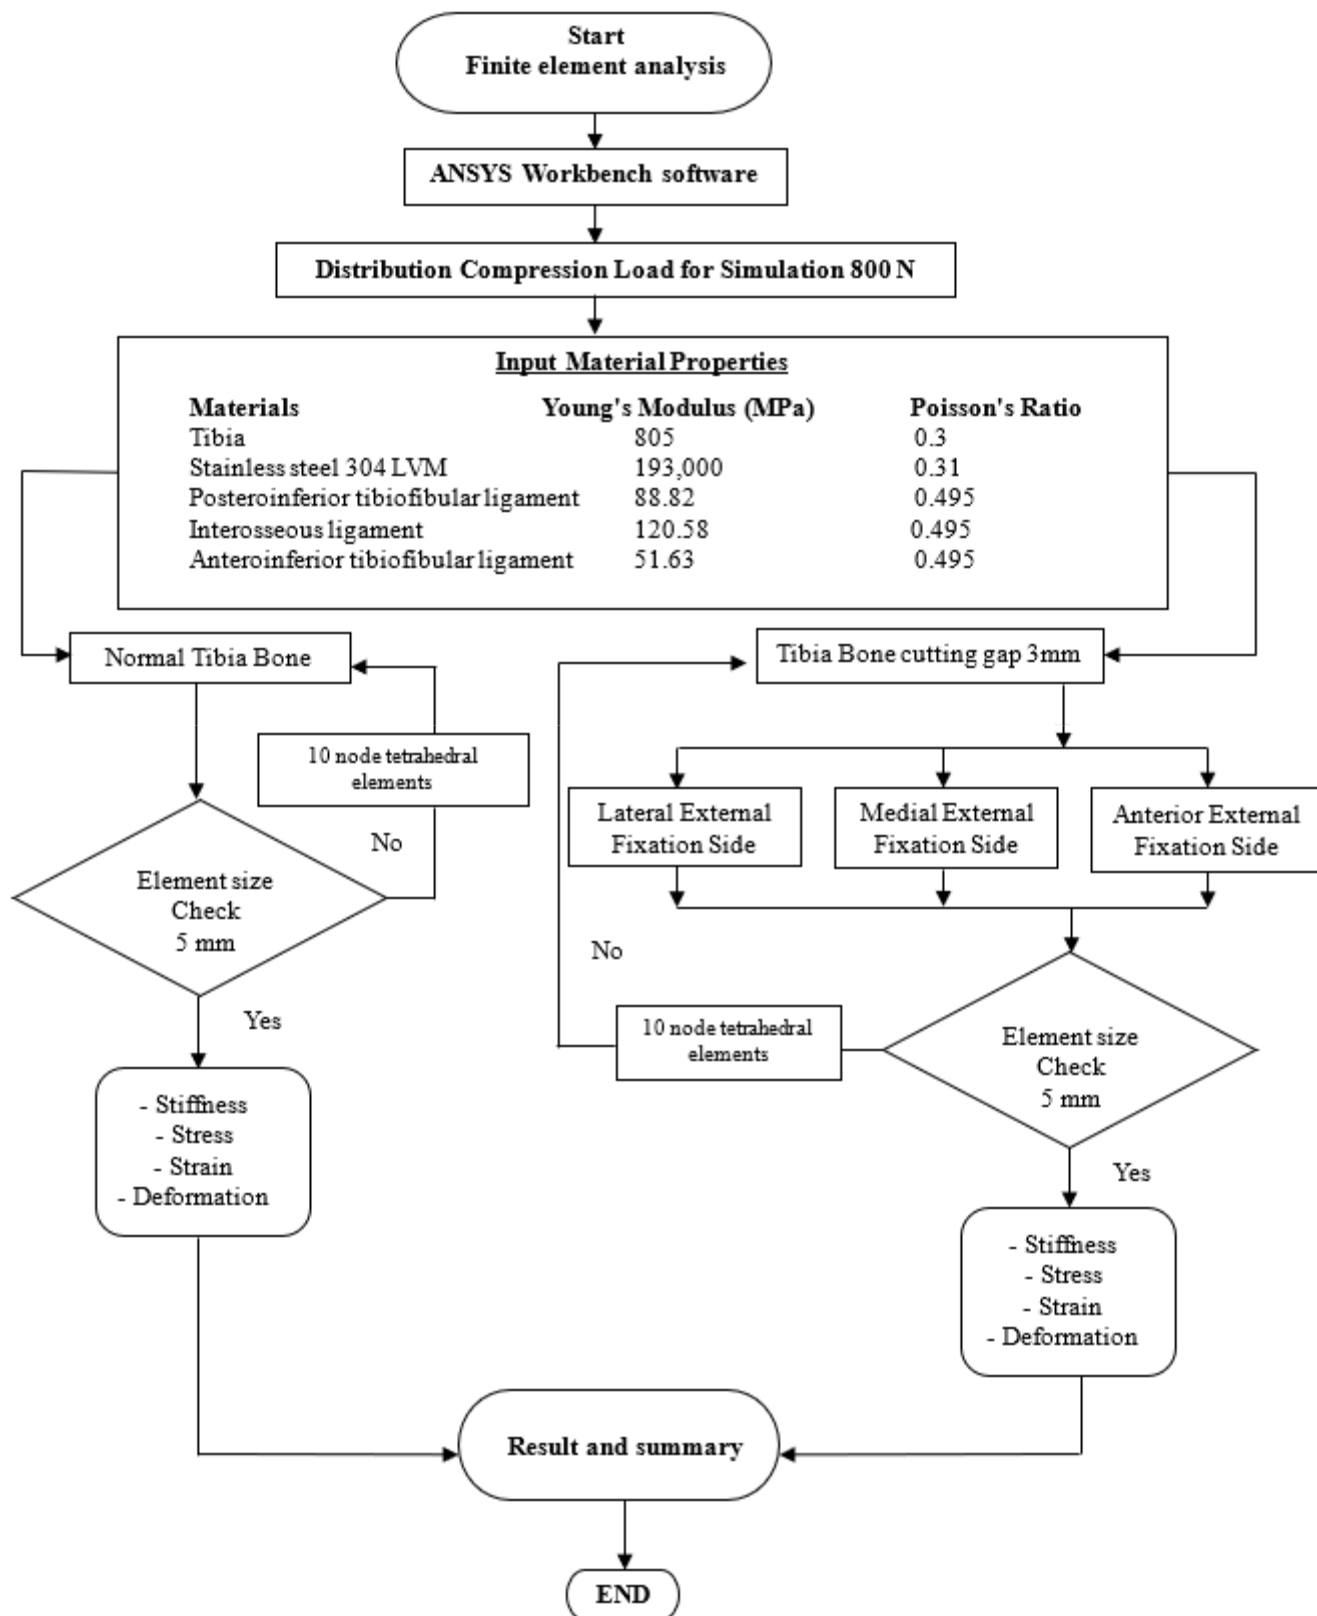 Start
Finite element analysis
ANSYS Workbench software
Distribution Compression Load for Simulation 800 N
Input Material Properties
Materials Young's Modulus (MPa) Poisson's Ratio
Tibia 805 0.3
Stainless steel 304 LVM 193,000 0.31
Posteroinferior tibiofibular ligament 88.82 0.495
Interosseous ligament 120.58 0.495
Anteroinferior tibiofibular ligament 51.63 0.495
Normal Tibia Bone
10 node tetrahedral
elements
No
Element size
Check
5 mm
Yes
- Stiffness
- Stress
- Strain
- Deformation
Tibia Bone cutting gap 3mm
Lateral External
Fixation Side
Medial External
Fixation Side
Anterior External
Fixation Side
No
10 node tetrahedral
elements
Element size
Check
5 mm
Yes
- Stiffness
- Stress
- Strain
- Deformation
Result and summary
END